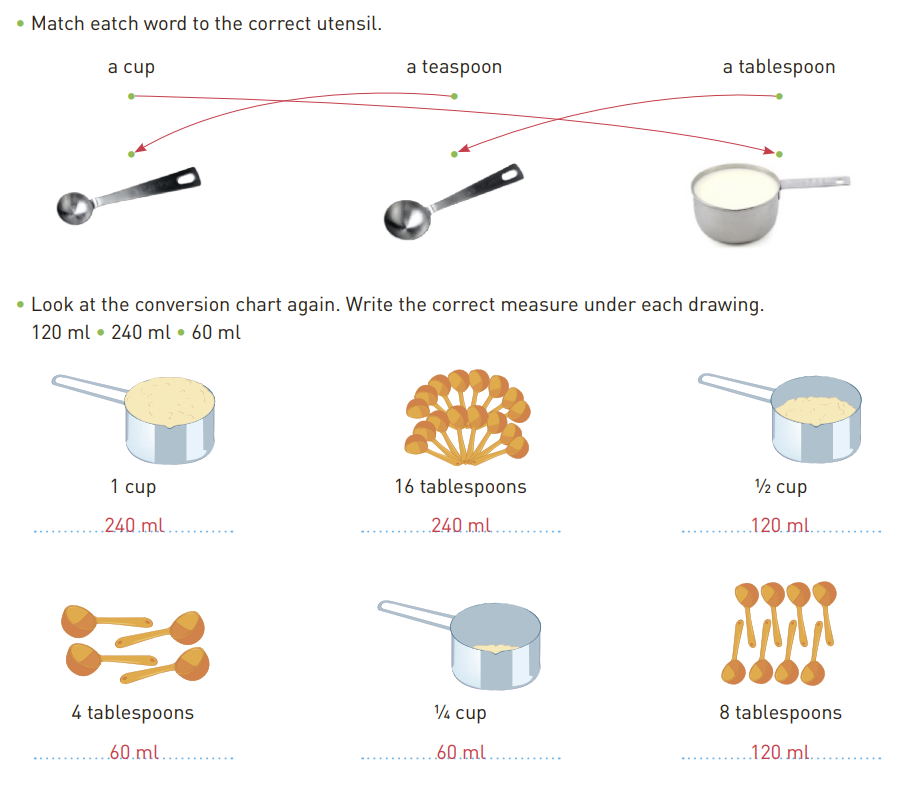 • Match eatch word to the correct utensil.
a cup a teaspoon a tablespoon
• Look at the conversion chart again. Write the correct measure under each drawing.
120 ml • 240 ml • 60 ml
1 cup 16 tablespoons ½ cup
240 ml 240 ml 120 ml
4 tablespoons ¼ cup 8 tablespoons
60 ml 60 ml 120 ml